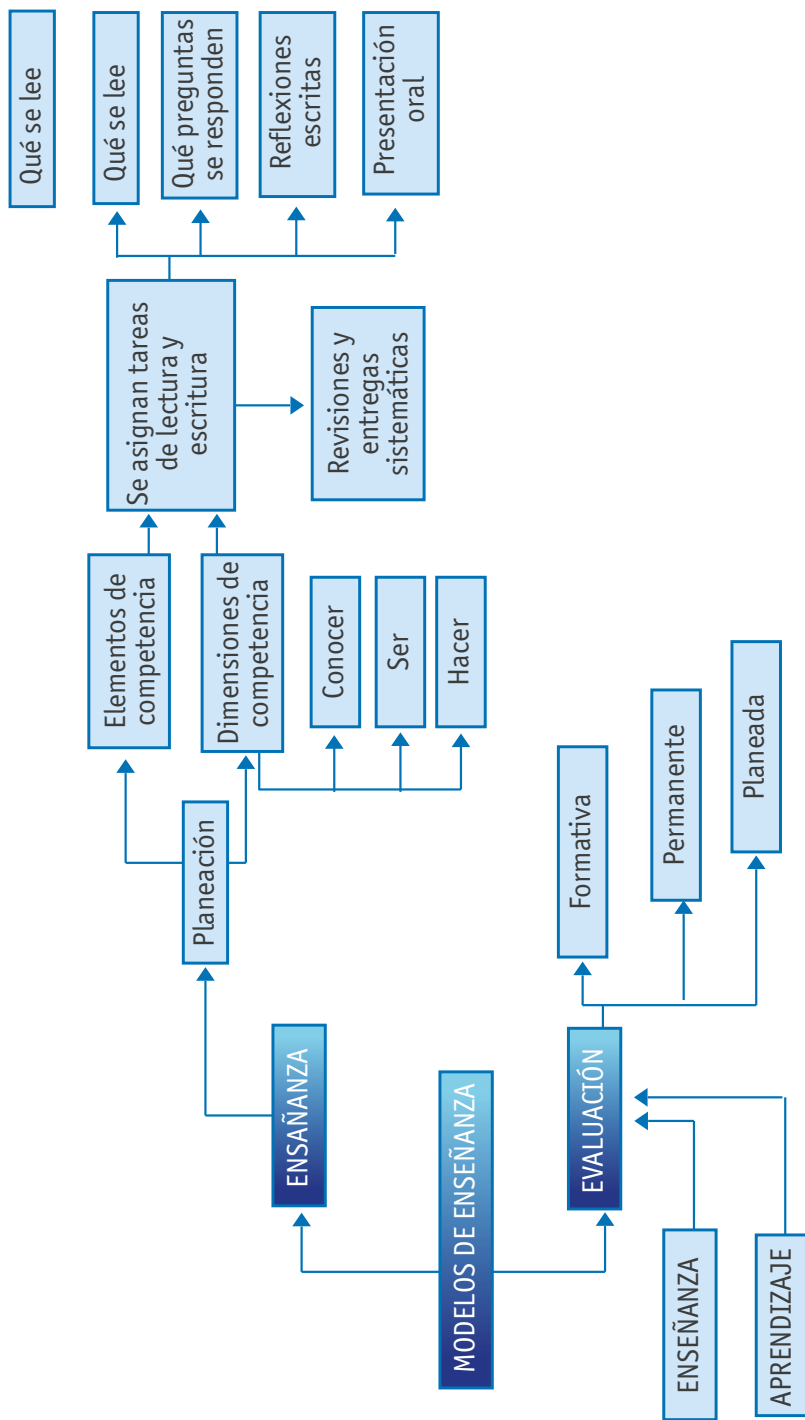 MODELOS DE ENSEÑANZA
ENSAÑANZA
Planeación
Elementos de
competencia
Dimensiones de
competencia
Conocer
Ser
Hacer
Se asignan tareas
de lectura y
escritura
Revisiones y
entregas
sistemáticas
Qué se lee
Qué se lee
Qué preguntas
se responden
Reflexiones
escritas
Presentación
oral
EVALUACIÓN
Formativa
Permanente
Planeada
ENSEÑANZA
APRENDIZAJE